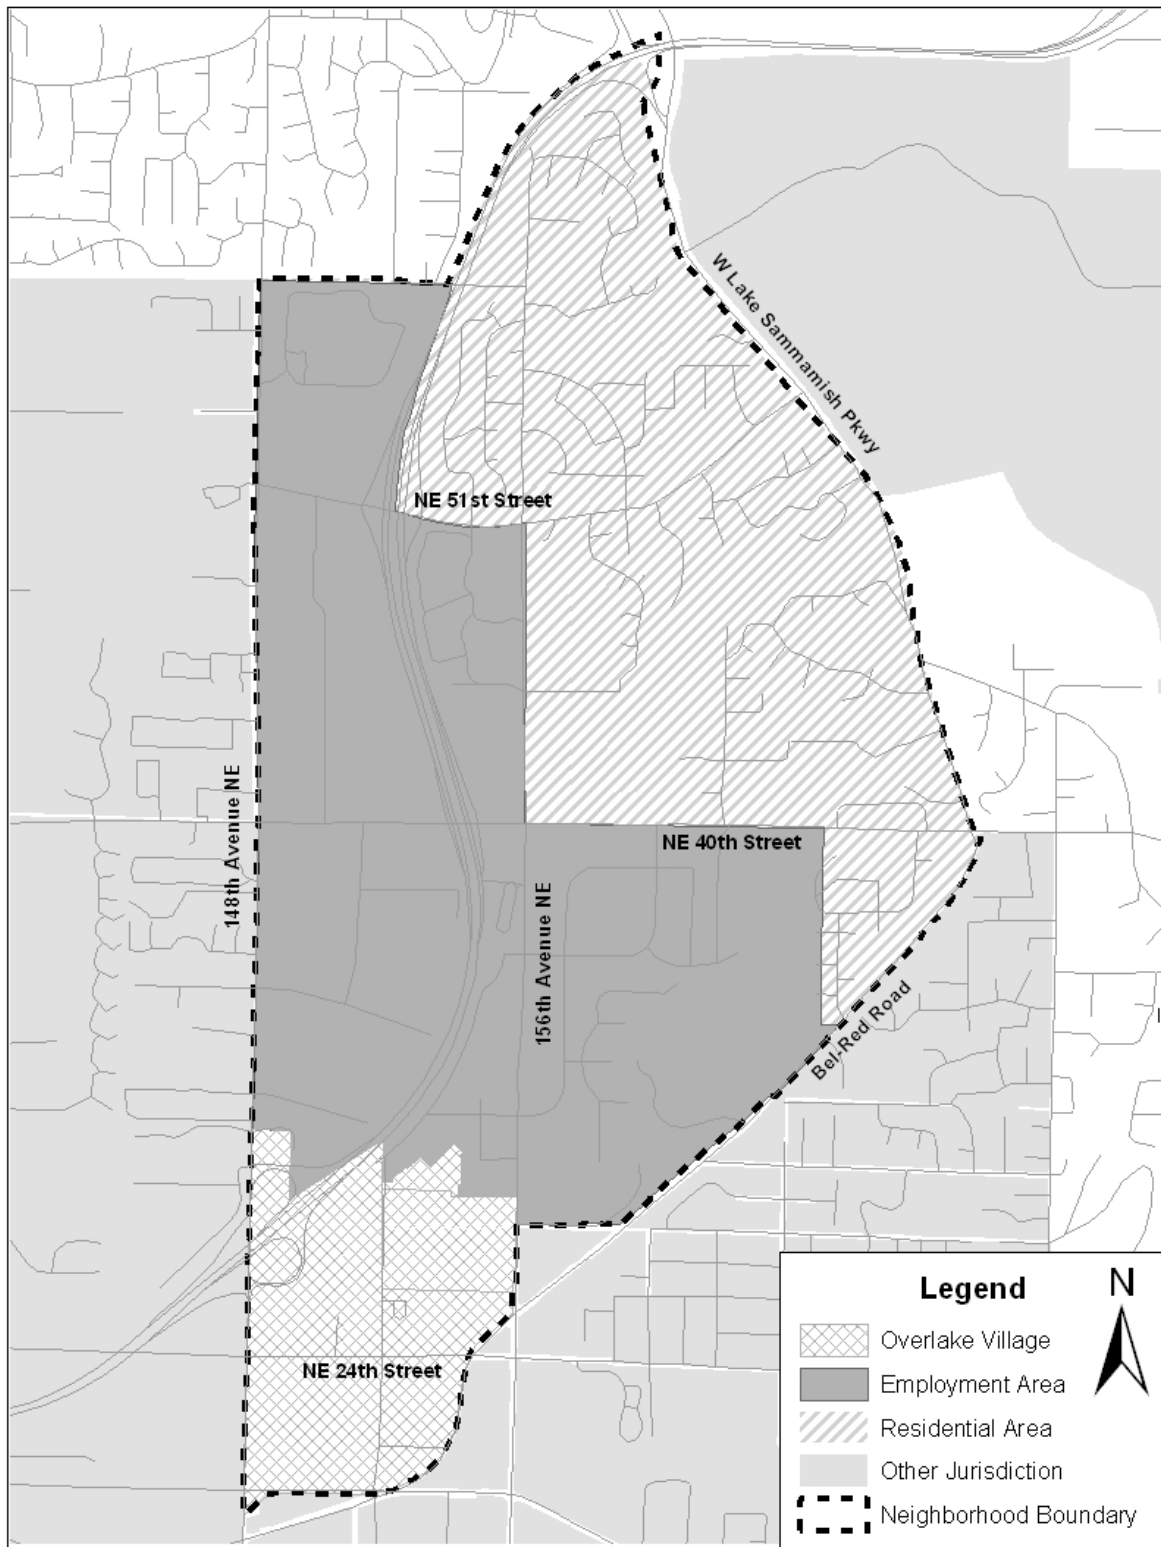 W Lake Sammamish Pkwy
NE 51st Street
148th Avenue NE
NE 40th Street
156th Avenue NE
Bel-Red Road
NE 24th Street
Legend
N
Overlake Village
Employment Area
Residential Area
Other Jurisdiction
Neighborhood Boundary